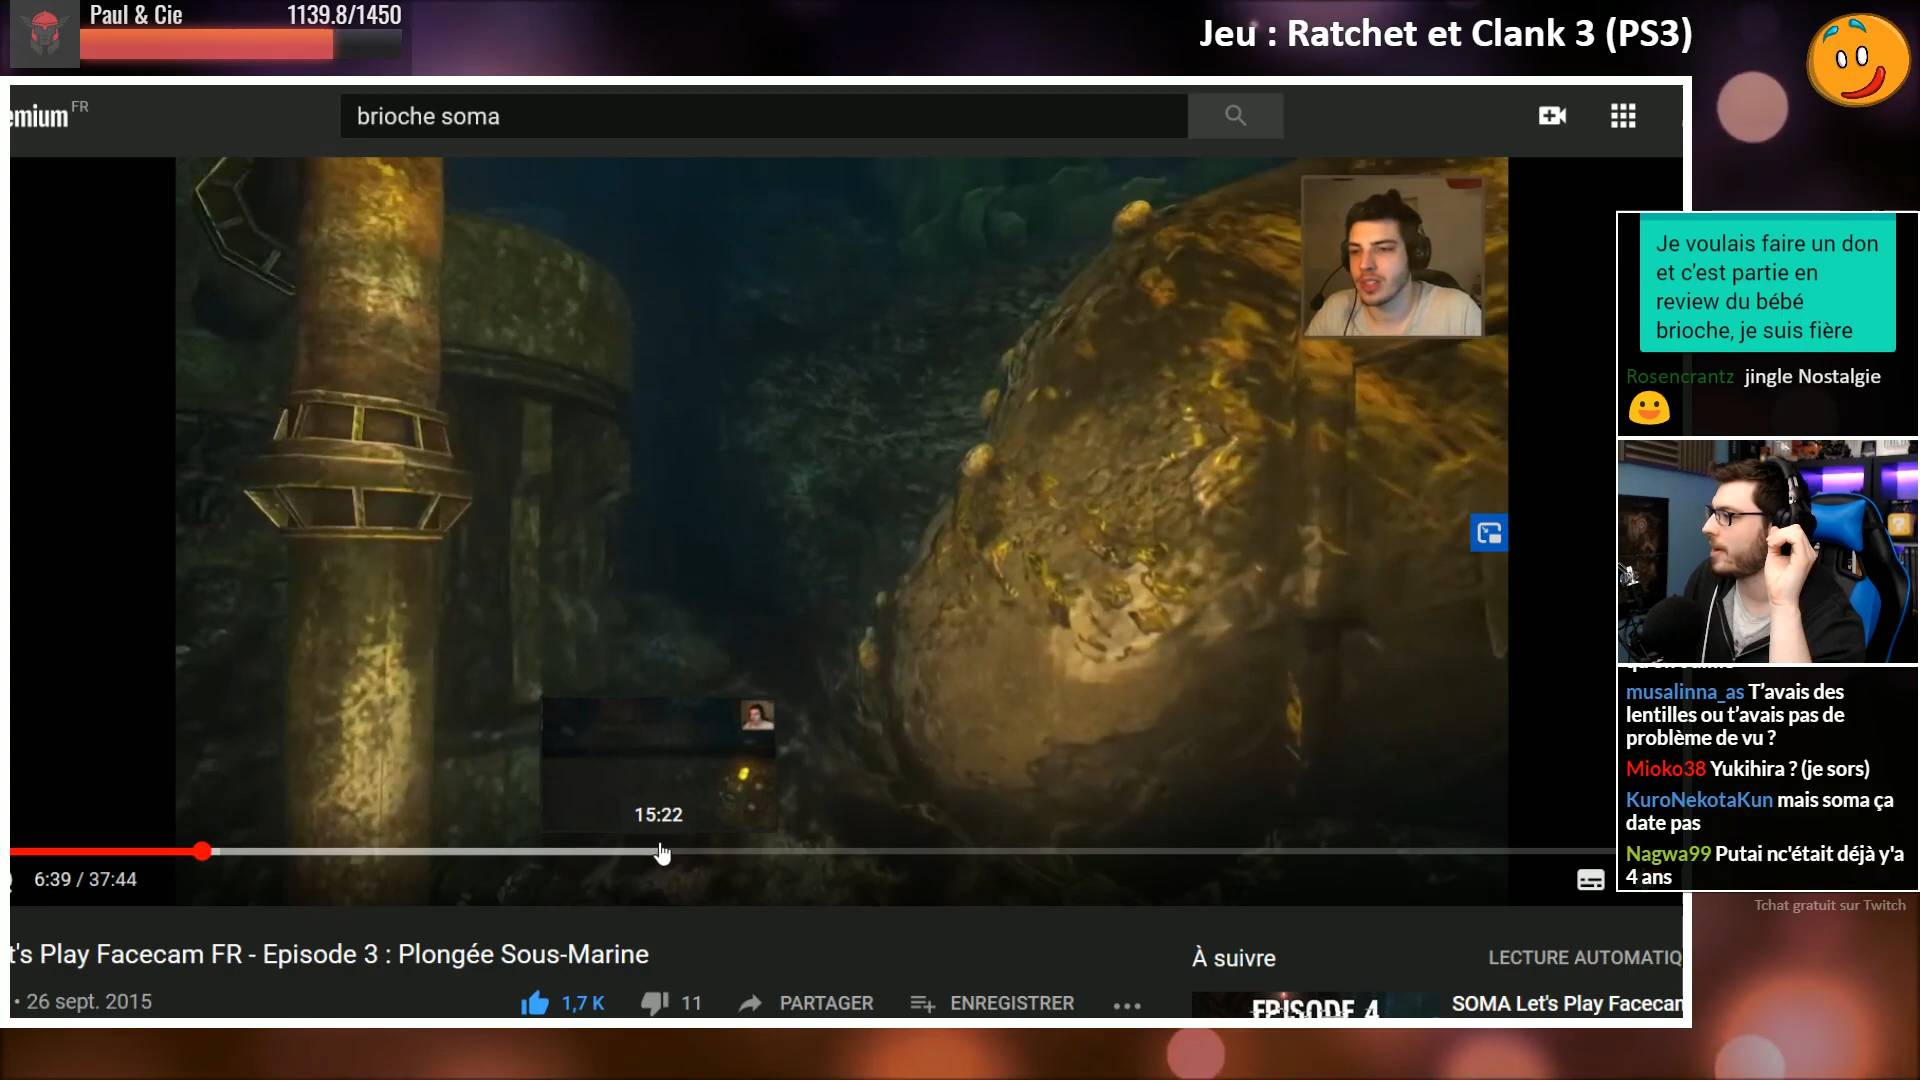 Paul & Cie 1139.8/1450
Jeu : Ratchet et Clank 3 (PS3)
emium FR
brioche soma
Je voulais faire un don
et c'est partie en
review du bébé
brioche, je suis fière
Rosencrantz jingle Nostalgie
musalinna_as T'avais des
lentilles ou t'avais pas de
problème de vu ?
Mioko38 Yukihira ? (je sors)
KuroNekotaKun mais soma ça
date pas
Nagwa99 Putai nc'était déjà y'a
4 ans
Tchat gratuit sur Twitch
15:22
6:39 / 37:44
t's Play Facecam FR - Episode 3 : Plongée Sous-Marine
• 26 sept. 2015
1,7 K 11 PARTAGER ENREGISTRER
À suivre LECTURE AUTOMATIQ
EPISODE 4 SOMA Let's Play Facecan